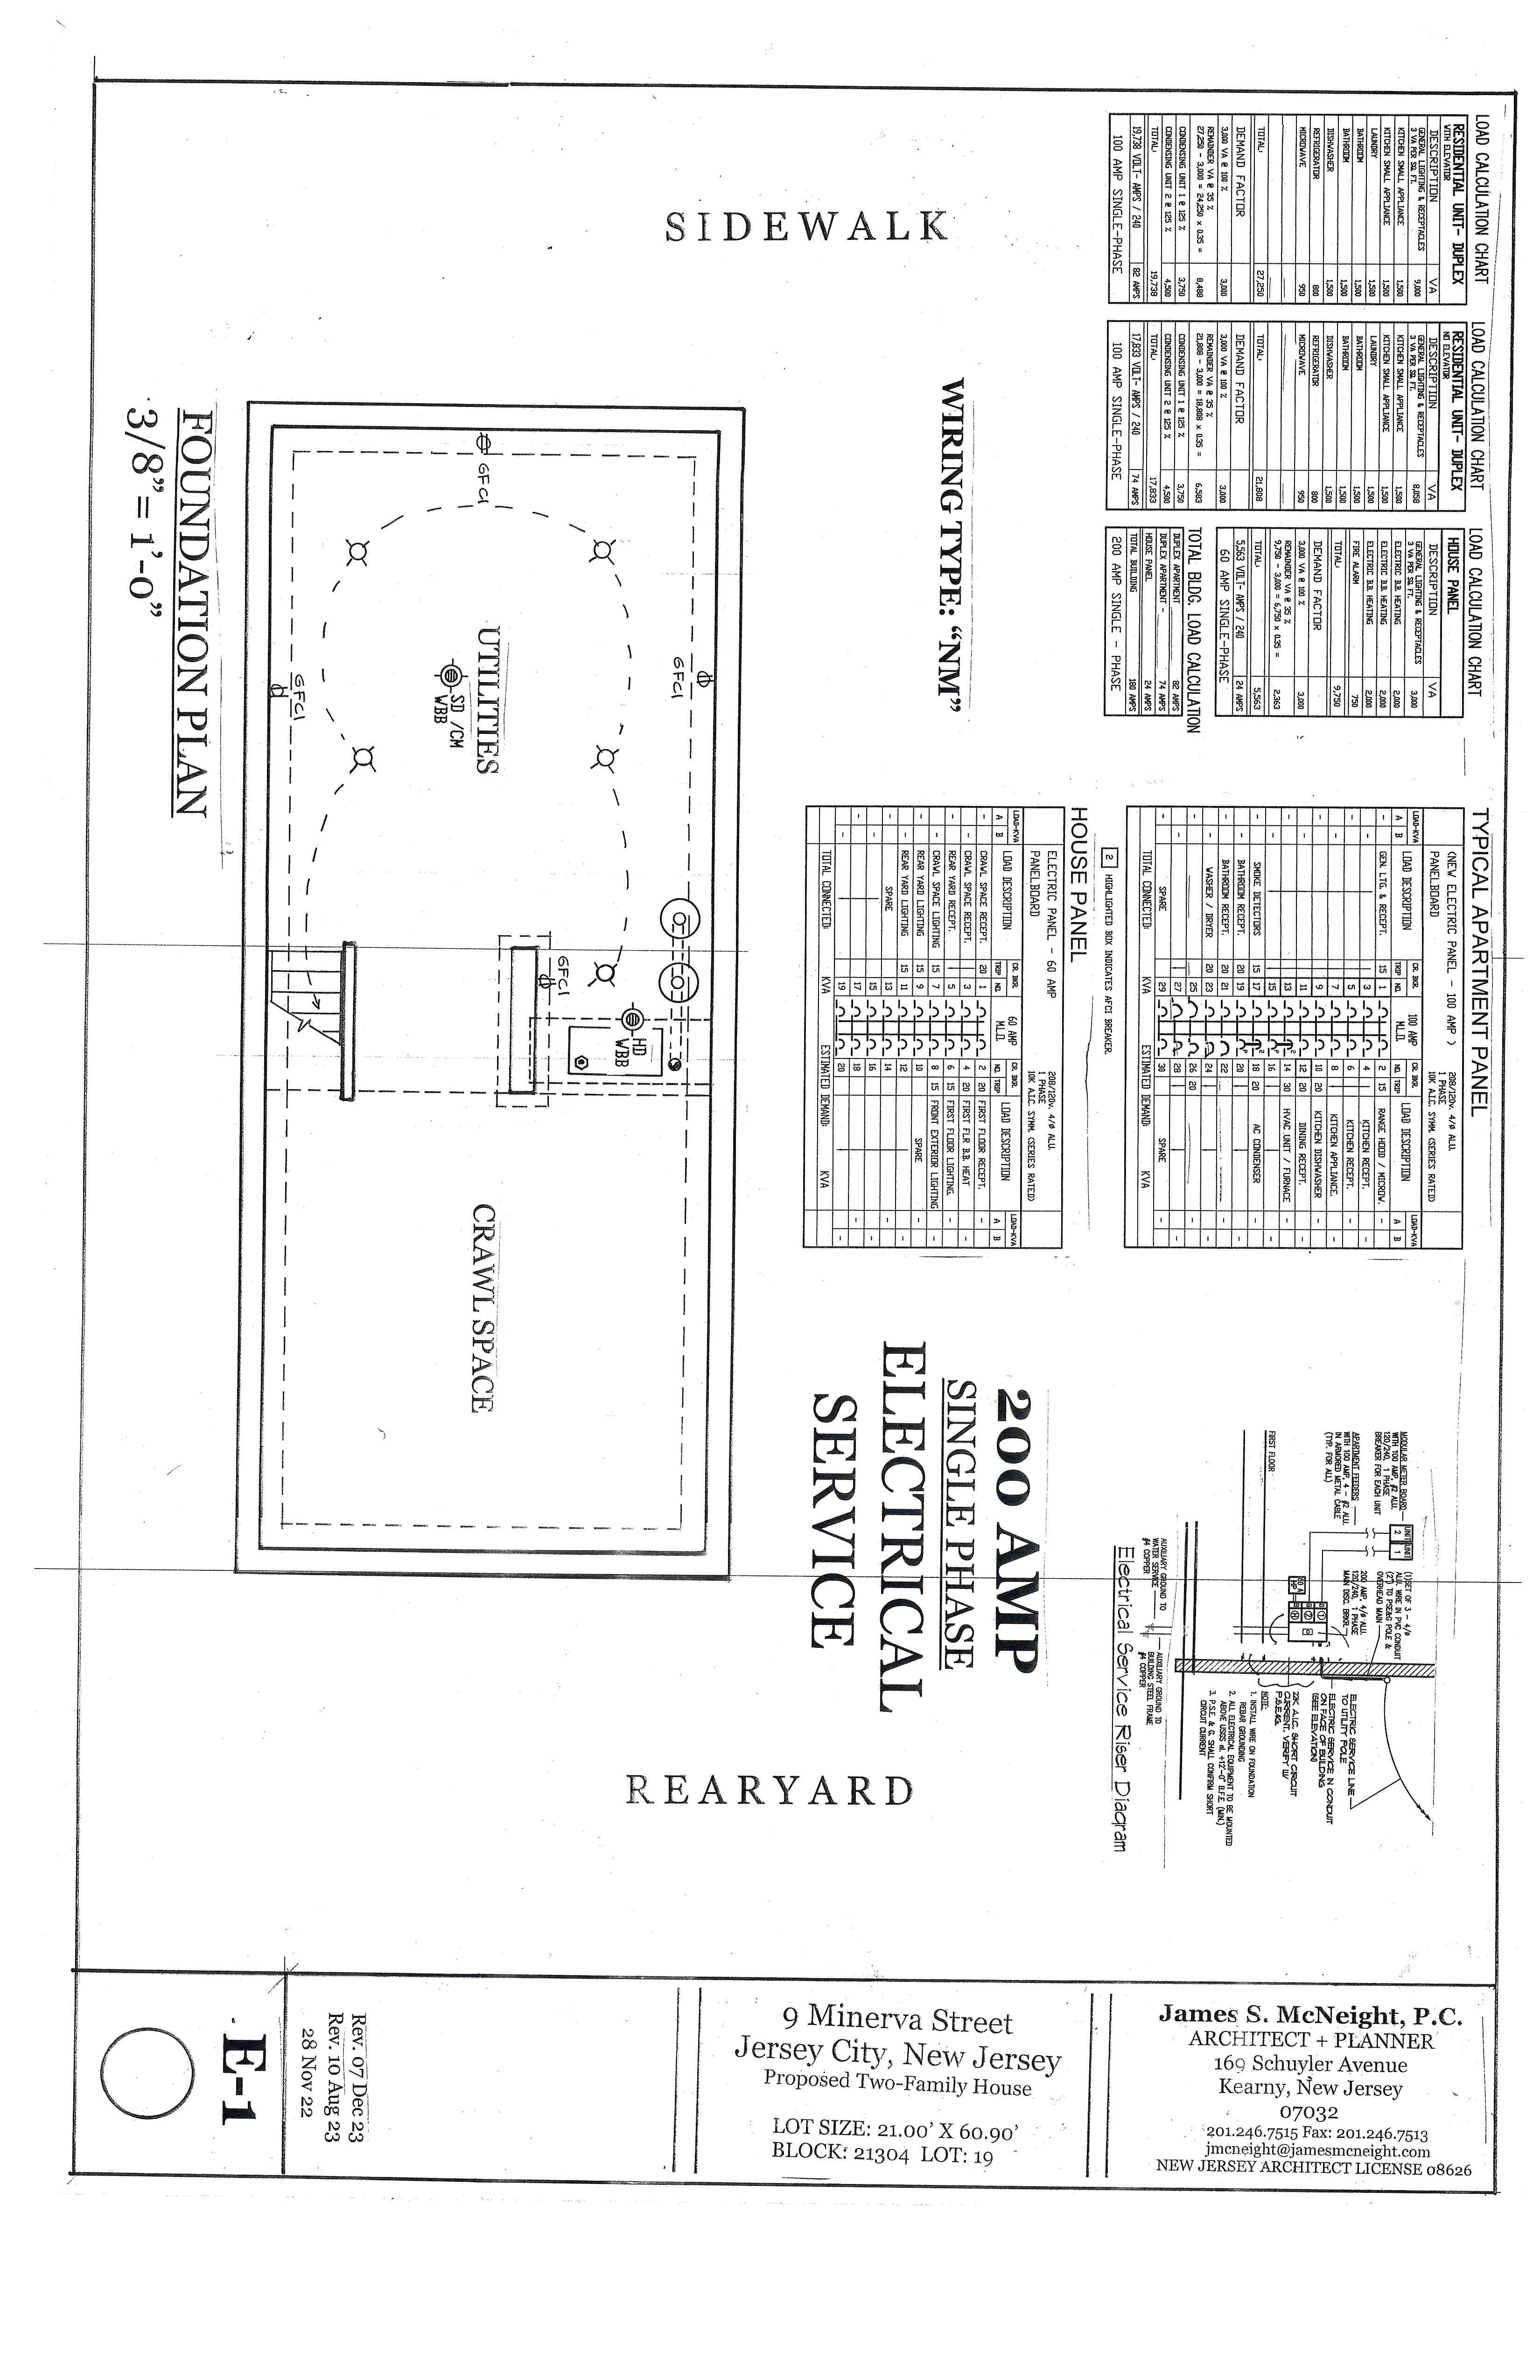 LOAD CALCULATION CHART
RESIDENTIAL UNIT- DUPLEX
WITH ELEVATOR
DESCRIPTION VA
GENERAL LIGHTING & RECEPTACLES
3 VA PER SQ. FT. 9,000
KITCHEN SMALL APPLIANCE 1,500
KITCHEN SMALL APPLIANCE 1,500
LAUNDRY 1,500
BATHROOM 1,500
BATHROOM 1,500
DISHWASHER 1,500
REFRIGERATOR 800
MICROWAVE 950
TOTAL: 27,250
DEMAND FACTOR
3,000 VA @ 100 % 3,000
REMAINDER VA @ 35 %
27,250 - 3,000 = 24,250 x 0.35 = 8,488
CONDENSING UNIT 1 @ 125 % 3,750
CONDENSING UNIT 2 @ 125 % 4,500
TOTAL: 19,738
19,738 VOLT- AMPS / 240 82 AMPS
100 AMP SINGLE-PHASE
LOAD CALCULATION CHART
RESIDENTIAL UNIT- DUPLEX
NO ELEVATOR
DESCRIPTION VA
GENERAL LIGHTING & RECEPTACLES
3 VA PER SQ. FT. 8,058
KITCHEN SMALL APPLIANCE 1,500
KITCHEN SMALL APPLIANCE 1,500
LAUNDRY 1,500
BATHROOM 1,500
BATHROOM 1,500
DISHWASHER 1,500
REFRIGERATOR 800
MICROWAVE 950
TOTAL: 21,808
DEMAND FACTOR
3,000 VA @ 100 % 3,000
REMAINDER VA @ 35 %
21,808 - 3,000 = 18,808 x 0.35 = 6,583
CONDENSING UNIT 1 @ 125 % 3,750
CONDENSING UNIT 2 @ 125 % 4,500
TOTAL: 17,833
17,833 VOLT- AMPS / 240 74 AMPS
100 AMP SINGLE-PHASE
LOAD CALCULATION CHART
HOUSE PANEL
DESCRIPTION VA
GENERAL LIGHTING & RECEPTACLES
3 VA PER SQ. FT. 3,000
ELECTRIC B.B. HEATING 2,000
ELECTRIC B.B. HEATING 2,000
ELECTRIC B.B. HEATING 2,000
FIRE ALARM 750
TOTAL: 9,750
DEMAND FACTOR
3,000 VA @ 100 % 3,000
REMAINDER VA @ 35 %
9,750 - 3,000 = 6,750 x 0.35 = 2,363
TOTAL: 5,563
5,563 VOLT- AMPS / 240 24 AMPS
60 AMP SINGLE-PHASE
TOTAL BLDG. LOAD CALCULATION
DUPLEX APARTMENT 82 AMPS
DUPLEX APARTMENT - 74 AMPS
HOUSE PANEL 24 AMPS
TOTAL BUILDING 180 AMPS
200 AMP SINGLE - PHASE
TYPICAL APARTMENT PANEL
(NEW ELECTRIC PANEL - 100 AMP )
PANELBOARD
208/120v. 4/0 ALU.
1 PHASE
10K A.I.C. SYMM. (SERIES RATED)
LOAD-KVA LOAD DESCRIPTION CR. BKR. 100 AMP CR. BKR. LOAD DESCRIPTION LOAD-KVA
A B TRIP NO. M.L.O. NO. TRIP A B
GEN. LTG. & RECEPT. 15 1 2 15 RANGE HOOD / MICROW.
3 4 KITCHEN RECEPT.
5 6 KITCHEN RECEPT.
7 8 KITCHEN APPLIANCE.
9 10 20 KITCHEN DISHWASHER
11 12 20 DINING RECEPT.
13 14 30 HVAC UNIT / FURNACE
15 16
SMOKE DETECTORS 15 17 18 20 AC CONDENSER
BATHROOM RECEPT. 20 19 20
BATHROOM RECEPT. 20 21 22
WASHER / DRYER 20 23 24
25 26 20
27 28
SPARE 29 30 SPARE
TOTAL CONNECTED: KVA ESTIMATED DEMAND: KVA
2 HIGHLIGHTED BOX INDICATES AFCI BREAKER.
HOUSE PANEL
ELECTRIC PANEL - 60 AMP
PANELBOARD
208/120v. 4/0 ALU.
1 PHASE
10K A.I.C. SYMM. (SERIES RATED)
LOAD-KVA LOAD DESCRIPTION CR. BKR. 60 AMP CR. BKR. LOAD DESCRIPTION LOAD-KVA
A B TRIP NO. M.L.O. NO. TRIP A B
CRAWL SPACE RECEPT. 20 1 2 20 FIRST FLOOR RECEPT.
CRAWL SPACE RECEPT. 3 4 20 FIRST FLR B.B. HEAT
REAR YARD RECEPT. 5 6 15 FIRST FLOOR LIGHTING.
CRAWL SPACE LIGHTING 15 7 8 15 FRONT EXTERIOR LIGHTING
REAR YARD LIGHTING 15 9 10 SPARE
REAR YARD LIGHTING 15 11 12
SPARE 13 14
15 16
17 18
19 20
TOTAL CONNECTED: KVA ESTIMATED DEMAND: KVA
MODULAR METER BOARD
WITH 100 AMP, #2 ALU.
120/240, 1 PHASE
BREAKER FOR EACH UNIT
APARTMENT FEEDERS
WITH 100 AMP, 4 - #2 ALU.
IN ARMORED METAL CABLE
(TYP. FOR ALL)
FIRST FLOOR
UNIT 2
UNIT 1
(1)SET OF 3 - 4/0
ALU. WIRE IN PVC CONDUIT
(2") TO PSE&G POLE &
OVERHEAD MAIN
200 AMP, 4/0 ALU.
120/240, 1 PHASE
MAIN DISC. BRKR.
ELECTRIC SERVICE LINE
TO UTILITY POLE
ELECTRIC SERVICE IN CONDUIT
ON FACE OF BUILDING
(SEE ELEVATION)
22K A.I.C. SHORT CIRCUIT
CURRENT. VERIFY W/
P.S.E.&G.
NOTE:
1. INSTALL WIRE ON FOUNDATION
REBAR GROUNDING
2. ALL ELECTRICAL EQUIPMENT TO BE MOUNTED
ABOVE USGS el. +12'-0" B.F.E. (MIN.)
3. P.S.E. & G. SHALL CONFIRM SHORT
CIRCUIT CURRENT
AUXILIARY GROUND TO
WATER SERVICE
#4 COPPER
AUXILIARY GROUND TO
BUILDING STEEL FRAME
#4 COPPER
Electrical Service Riser Diagram
WIRING TYPE: "NM"
200 AMP
SINGLE PHASE
ELECTRICAL
SERVICE
SIDEWALK
REARYARD
GFCI
GFCI
GFCI
GFCI
UTILITIES
SD/CM
WBB
HD
WBB
CRAWL SPACE
FOUNDATION PLAN
3/8" = 1'-0"
James S. McNeight, P.C.
ARCHITECT + PLANNER
169 Schuyler Avenue
Kearny, New Jersey
07032
201.246.7515 Fax: 201.246.7513
jmcneight@jamesmcneight.com
NEW JERSEY ARCHITECT LICENSE 08626
9 Minerva Street
Jersey City, New Jersey
Proposed Two-Family House
LOT SIZE: 21.00' X 60.90'
BLOCK: 21304 LOT: 19
Rev. 07 Dec 23
Rev. 10 Aug 23
28 Nov 22
E-1